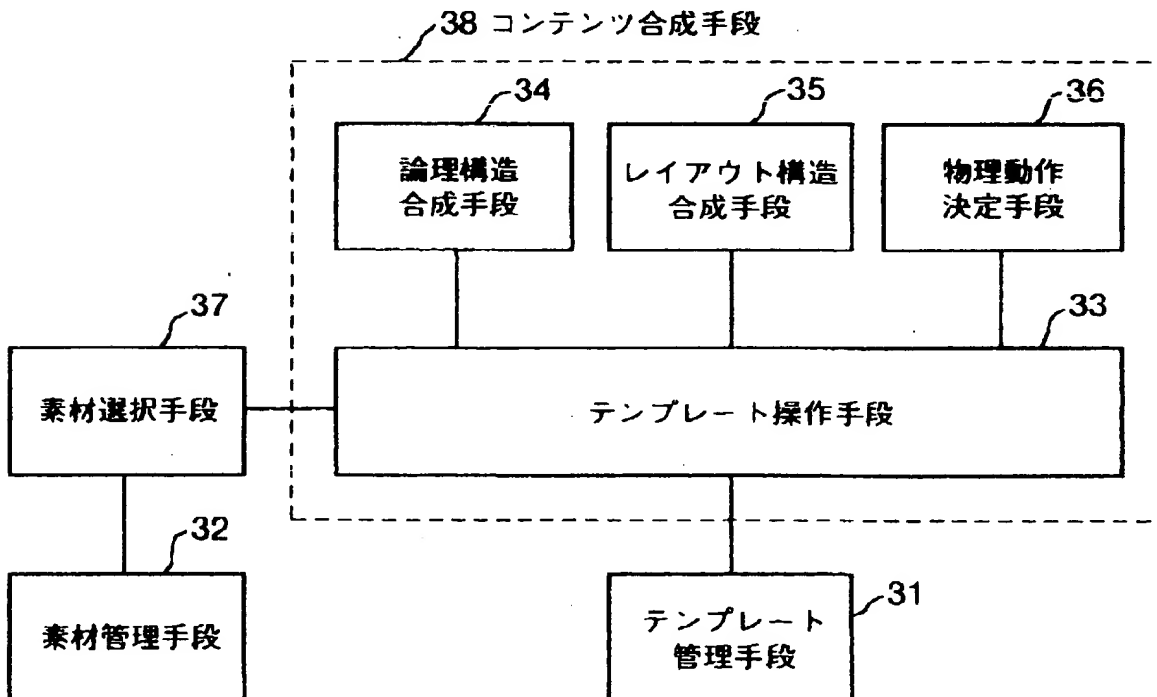 38 コンテンツ合成手段
34
35
36
論理構造
合成手段
レイアウト構造
合成手段
物理動作
決定手段
37
33
素材選択手段
テンプレート操作手段
32
31
素材管理手段
テンプレート
管理手段